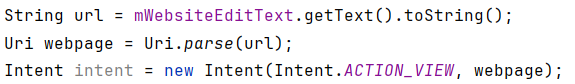 String url = mWebsiteEditText.getText().toString();
Uri webpage = Uri.parse(url);
Intent intent = new Intent(Intent.ACTION_VIEW, webpage);